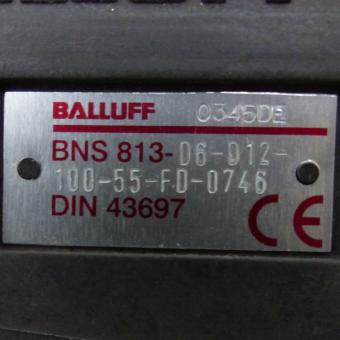 BALLUFF 0345DE
BNS 813-D6-D12-
100-55-FD-0746
DIN 43697
CE